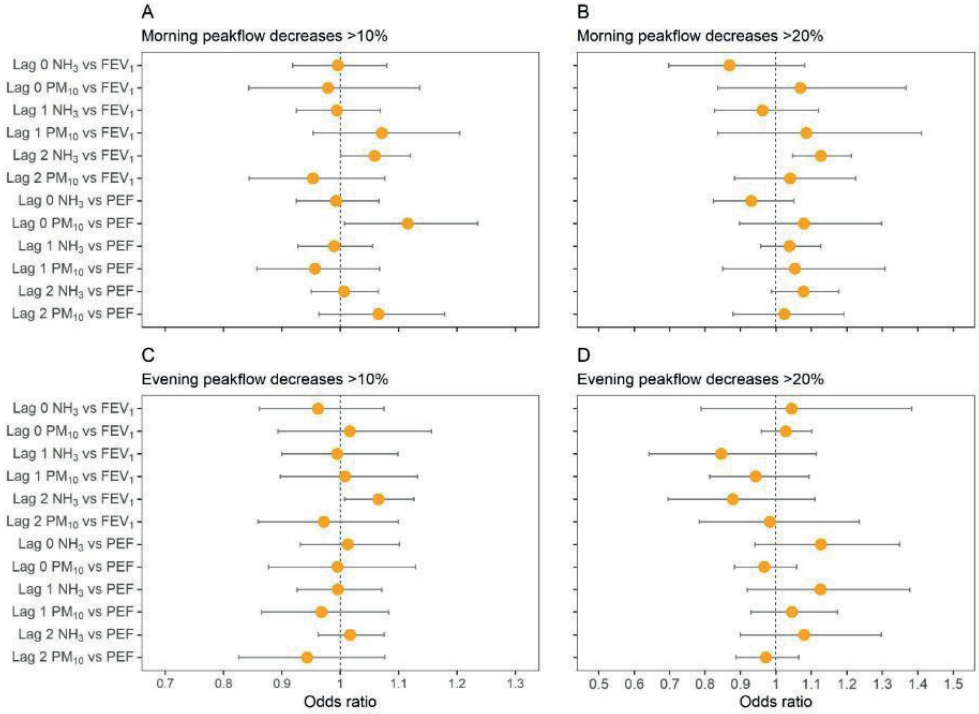 A
Morning peakflow decreases >10%
B
Morning peakflow decreases >20%
Lag 0 NH₃ vs FEV₁
Lag 0 PM₁₀ vs FEV₁
Lag 1 NH₃ vs FEV₁
Lag 1 PM₁₀ vs FEV₁
Lag 2 NH₃ vs FEV₁
Lag 2 PM₁₀ vs FEV₁
Lag 0 NH₃ vs PEF
Lag 0 PM₁₀ vs PEF
Lag 1 NH₃ vs PEF
Lag 1 PM₁₀ vs PEF
Lag 2 NH₃ vs PEF
Lag 2 PM₁₀ vs PEF
C
Evening peakflow decreases >10%
D
Evening peakflow decreases >20%
Lag 0 NH₃ vs FEV₁
Lag 0 PM₁₀ vs FEV₁
Lag 1 NH₃ vs FEV₁
Lag 1 PM₁₀ vs FEV₁
Lag 2 NH₃ vs FEV₁
Lag 2 PM₁₀ vs FEV₁
Lag 0 NH₃ vs PEF
Lag 0 PM₁₀ vs PEF
Lag 1 NH₃ vs PEF
Lag 1 PM₁₀ vs PEF
Lag 2 NH₃ vs PEF
Lag 2 PM₁₀ vs PEF
0.7 0.8 0.9 1 1.1 1.2 1.3
Odds ratio
0.5 0.6 0.7 0.8 0.9 1 1.1 1.2 1.3 1.4 1.5
Odds ratio